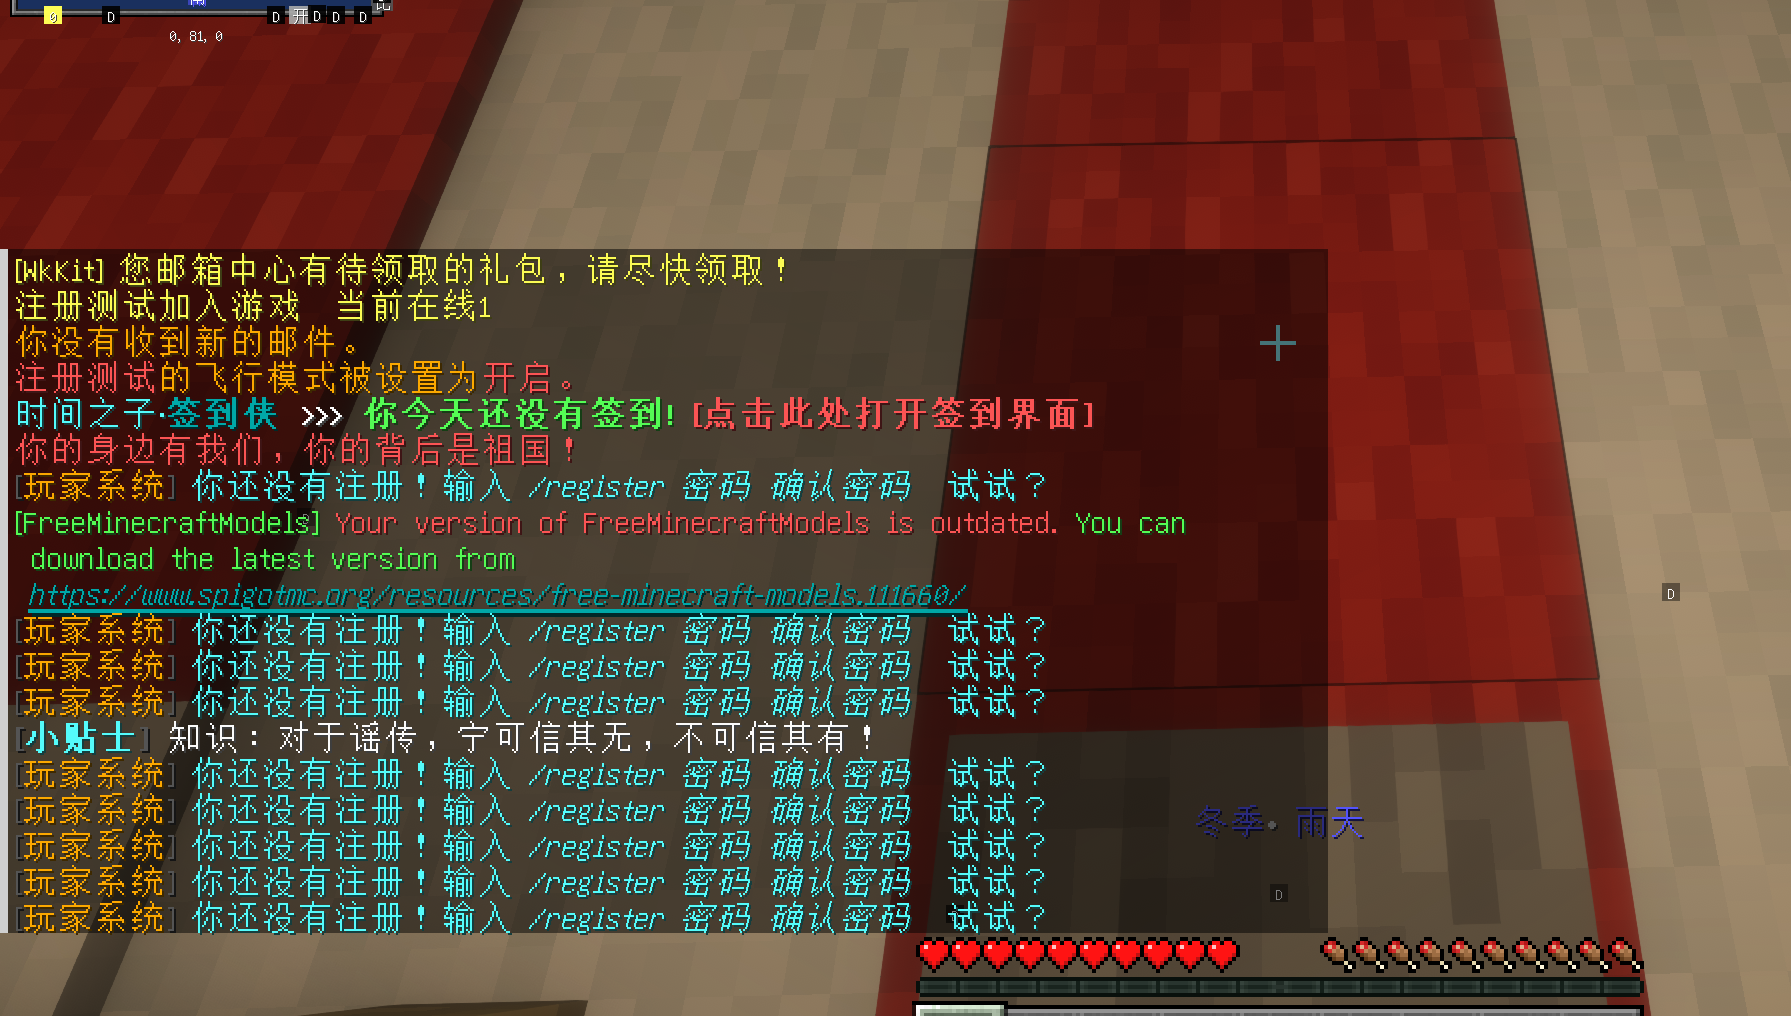 0 D D 开 D D D
0, 81, 0
[WkKit] 您邮箱中心有待领取的礼包，请尽快领取！
注册测试加入游戏 当前在线1
你没有收到新的邮件。
注册测试的飞行模式被设置为开启。
时间之子·签到侠 >>> 你今天还没有签到! [点击此处打开签到界面]
你的身边有我们，你的背后是祖国！
[玩家系统] 你还没有注册！输入 /register 密码 确认密码 试试？
[FreeMinecraftModels] Your version of FreeMinecraftModels is outdated. You can
download the latest version from
https://www.spigotmc.org/resources/free-minecraft-models.111660/
D
[玩家系统] 你还没有注册！输入 /register 密码 确认密码 试试？
[玩家系统] 你还没有注册！输入 /register 密码 确认密码 试试？
[玩家系统] 你还没有注册！输入 /register 密码 确认密码 试试？
[小贴士] 知识：对于谣传，宁可信其无，不可信其有！
[玩家系统] 你还没有注册！输入 /register 密码 确认密码 试试？
[玩家系统] 你还没有注册！输入 /register 密码 确认密码 试试？
冬季· 雨天
[玩家系统] 你还没有注册！输入 /register 密码 确认密码 试试？
[玩家系统] 你还没有注册！输入 /register 密码 确认密码 试试？
D
[玩家系统] 你还没有注册！输入 /register 密码 确认密码 试试？